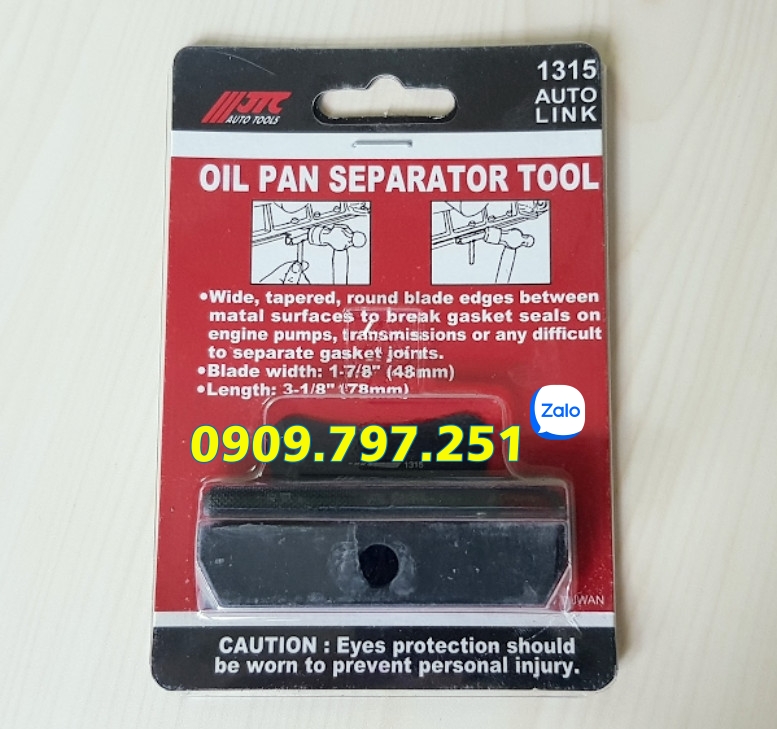 JTC
AUTO TOOLS
1315
AUTO
LINK
OIL PAN SEPARATOR TOOL
•Wide, tapered, round blade edges between
matal surfaces to break gasket seals on
engine pumps, transmissions or any difficult
to separate gasket joints.
•Blade width: 1-7/8" (48mm)
•Length: 3-1/8" (78mm)
Zalo
0909.797.251
1315
CAUTION : Eyes protection should
be worn to prevent personal injury.